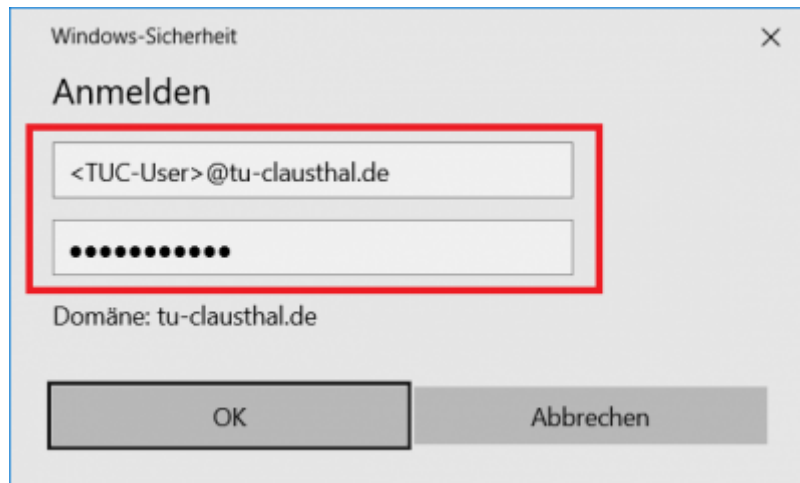 Windows-Sicherheit
Anmelden
<TUC-User>@tu-clausthal.de
●●●●●●●●●●●
Domäne: tu-clausthal.de
OK
Abbrechen